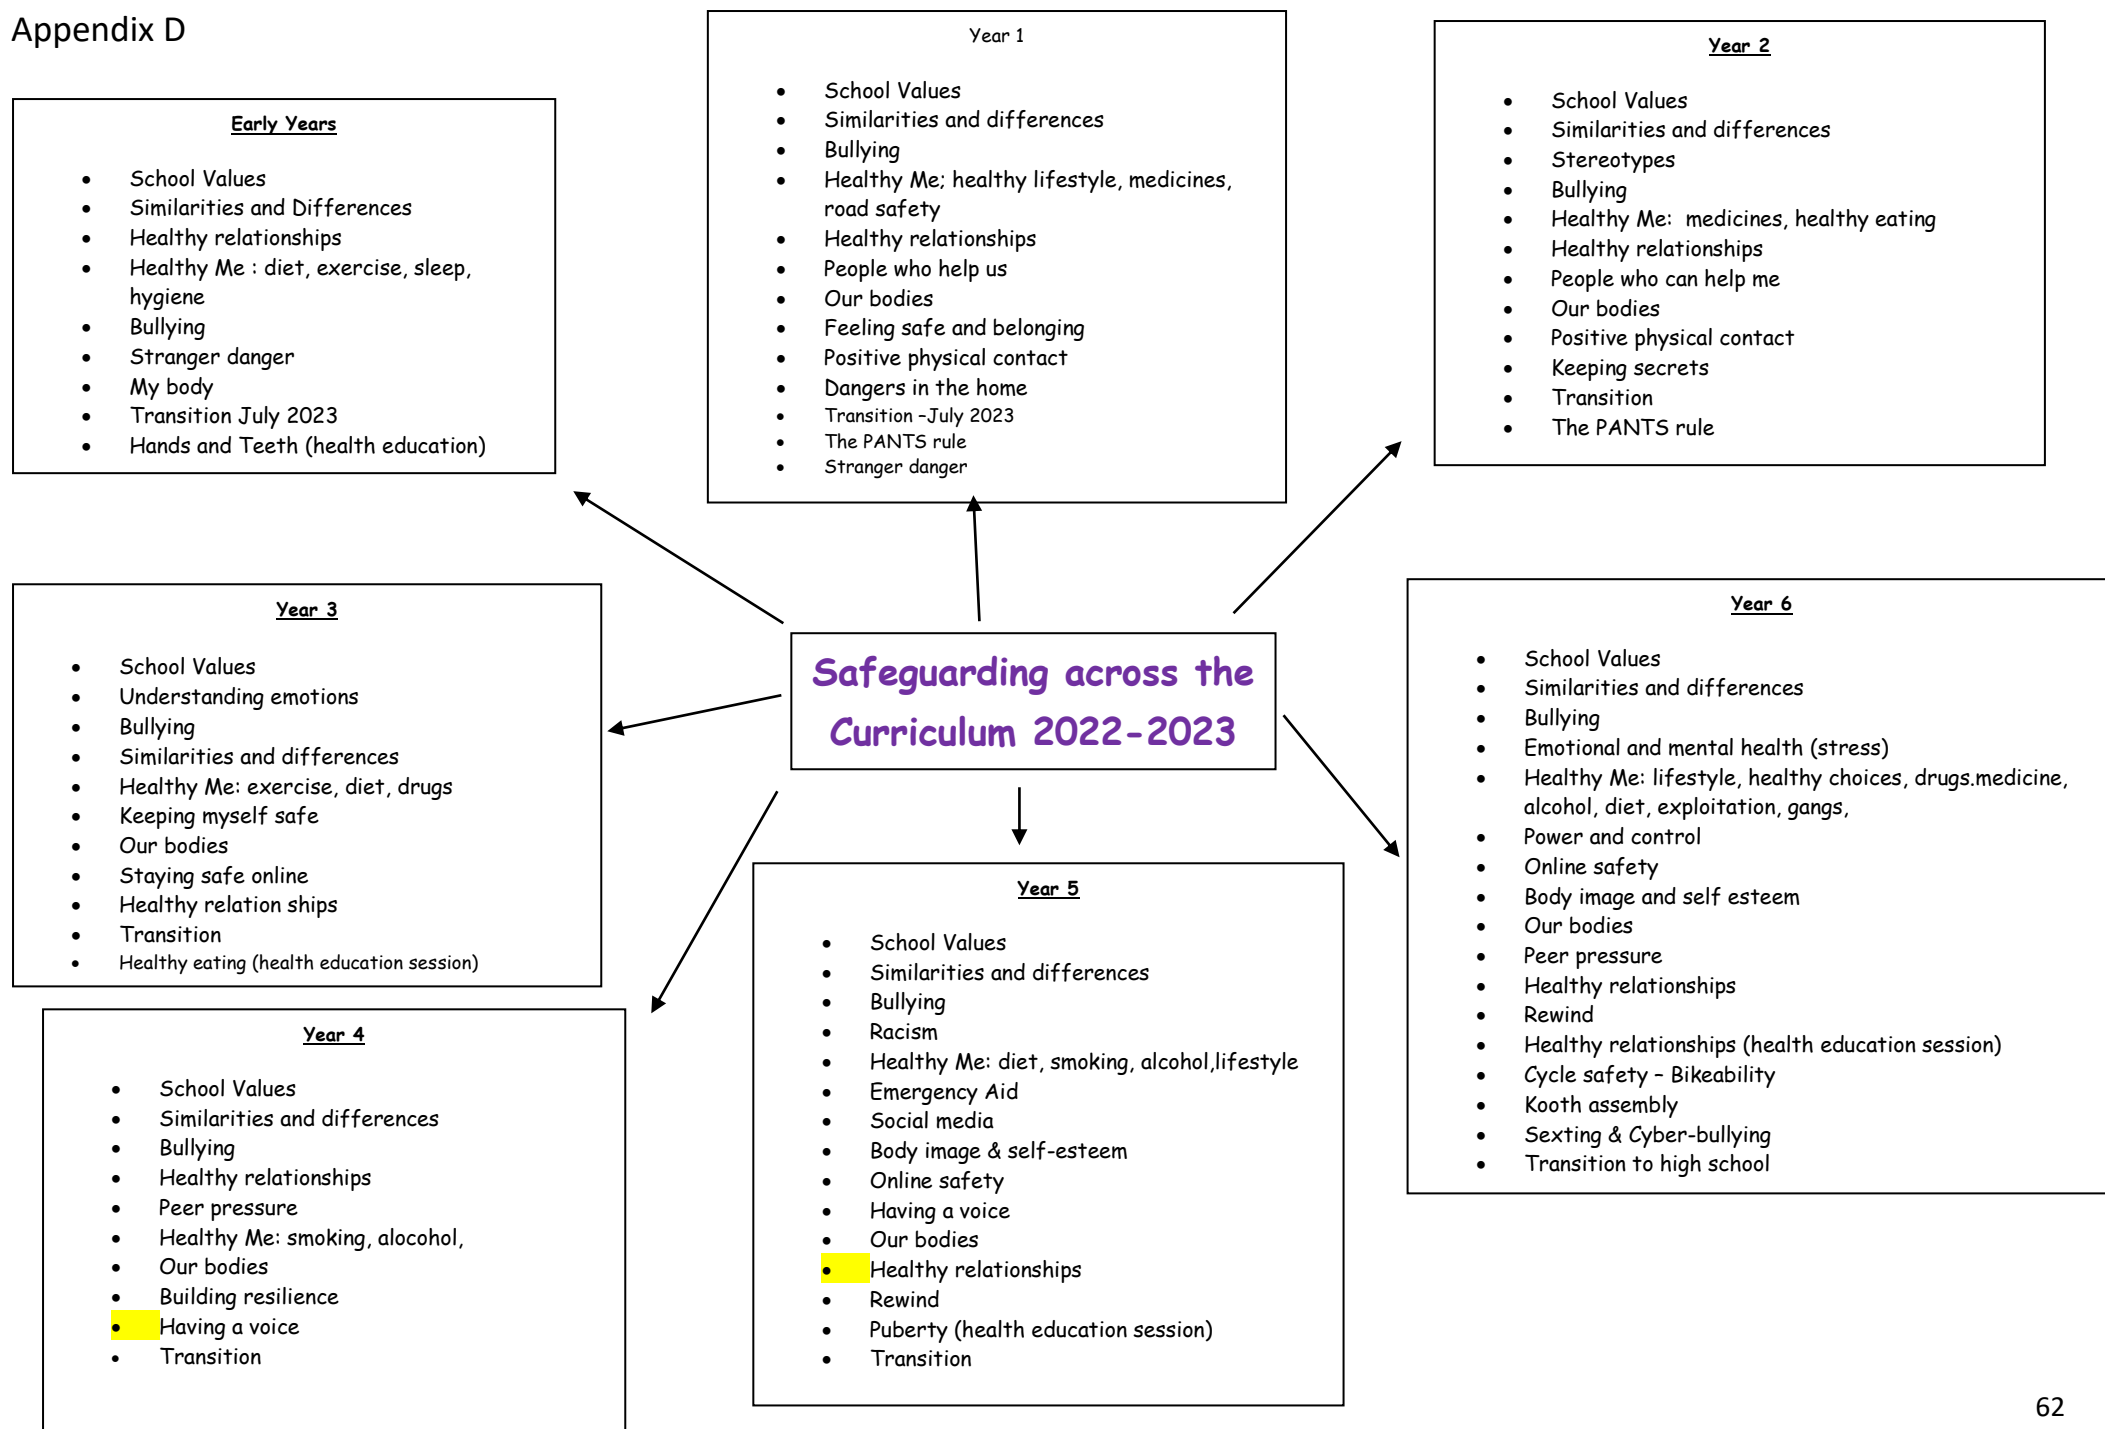 Appendix D
Early Years
• School Values
• Similarities and Differences
• Healthy relationships
• Healthy Me : diet, exercise, sleep,
hygiene
• Bullying
• Stranger danger
• My body
• Transition July 2023
• Hands and Teeth (health education)
Year 1
• School Values
• Similarities and differences
• Bullying
• Healthy Me; healthy lifestyle, medicines,
road safety
• Healthy relationships
• People who help us
• Our bodies
• Feeling safe and belonging
• Positive physical contact
• Dangers in the home
• Transition –July 2023
• The PANTS rule
• Stranger danger
Year 2
• School Values
• Similarities and differences
• Stereotypes
• Bullying
• Healthy Me: medicines, healthy eating
• Healthy relationships
• People who can help me
• Our bodies
• Positive physical contact
• Keeping secrets
• Transition
• The PANTS rule
Safeguarding across the
Curriculum 2022-2023
Year 3
• School Values
• Understanding emotions
• Bullying
• Similarities and differences
• Healthy Me: exercise, diet, drugs
• Keeping myself safe
• Our bodies
• Staying safe online
• Healthy relation ships
• Transition
• Healthy eating (health education session)
Year 4
• School Values
• Similarities and differences
• Bullying
• Healthy relationships
• Peer pressure
• Healthy Me: smoking, alocohol,
• Our bodies
• Building resilience
• Having a voice
• Transition
Year 5
• School Values
• Similarities and differences
• Bullying
• Racism
• Healthy Me: diet, smoking, alcohol,lifestyle
• Emergency Aid
• Social media
• Body image & self-esteem
• Online safety
• Having a voice
• Our bodies
• Healthy relationships
• Rewind
• Puberty (health education session)
• Transition
Year 6
• School Values
• Similarities and differences
• Bullying
• Emotional and mental health (stress)
• Healthy Me: lifestyle, healthy choices, drugs.medicine,
alcohol, diet, exploitation, gangs,
• Power and control
• Online safety
• Body image and self esteem
• Our bodies
• Peer pressure
• Healthy relationships
• Rewind
• Healthy relationships (health education session)
• Cycle safety – Bikeability
• Kooth assembly
• Sexting & Cyber-bullying
• Transition to high school
62